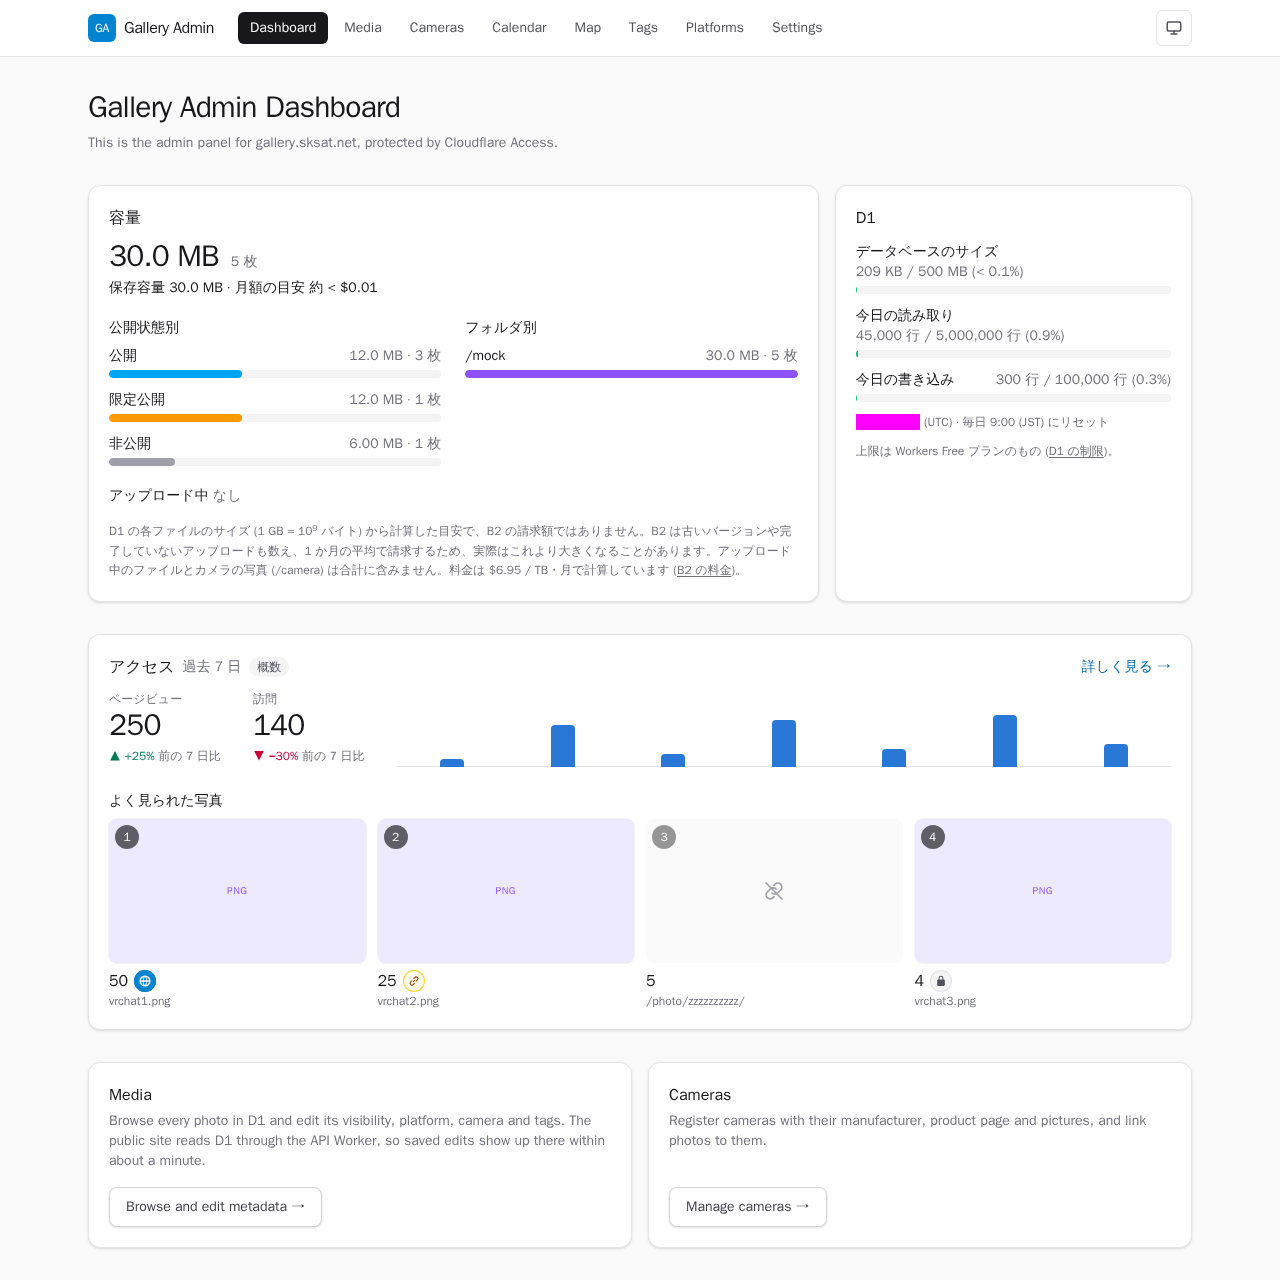 GA Gallery Admin Dashboard Media Cameras Calendar Map Tags Platforms Settings
Gallery Admin Dashboard
This is the admin panel for gallery.sksat.net, protected by Cloudflare Access.
容量
30.0 MB 5 枚
保存容量 30.0 MB · 月額の目安 約 < $0.01
公開状態別
公開 12.0 MB · 3 枚
限定公開 12.0 MB · 1 枚
非公開 6.00 MB · 1 枚
フォルダ別
/mock 30.0 MB · 5 枚
アップロード中 なし
D1 の各ファイルのサイズ (1 GB = 10⁹ バイト) から計算した目安で、B2 の請求額ではありません。B2 は古いバージョンや完
了していないアップロードも数え、1 か月の平均で請求するため、実際はこれより大きくなることがあります。アップロード
中のファイルとカメラの写真 (/camera) は合計に含みません。料金は $6.95 / TB・月で計算しています (B2 の料金)。
D1
データベースのサイズ
209 KB / 500 MB (< 0.1%)
今日の読み取り
45,000 行 / 5,000,000 行 (0.9%)
今日の書き込み 300 行 / 100,000 行 (0.3%)
(UTC) · 毎日 9:00 (JST) にリセット
上限は Workers Free プランのもの (D1 の制限)。
アクセス 過去 7 日 概数 詳しく見る →
ページビュー
250
▲ +25% 前の 7 日比
訪問
140
▼ −30% 前の 7 日比
よく見られた写真
1 PNG
50
vrchat1.png
2 PNG
25
vrchat2.png
3
5
/photo/zzzzzzzzzz/
4 PNG
4
vrchat3.png
Media
Browse every photo in D1 and edit its visibility, platform, camera and tags. The
public site reads D1 through the API Worker, so saved edits show up there within
about a minute.
Browse and edit metadata →
Cameras
Register cameras with their manufacturer, product page and pictures, and link
photos to them.
Manage cameras →